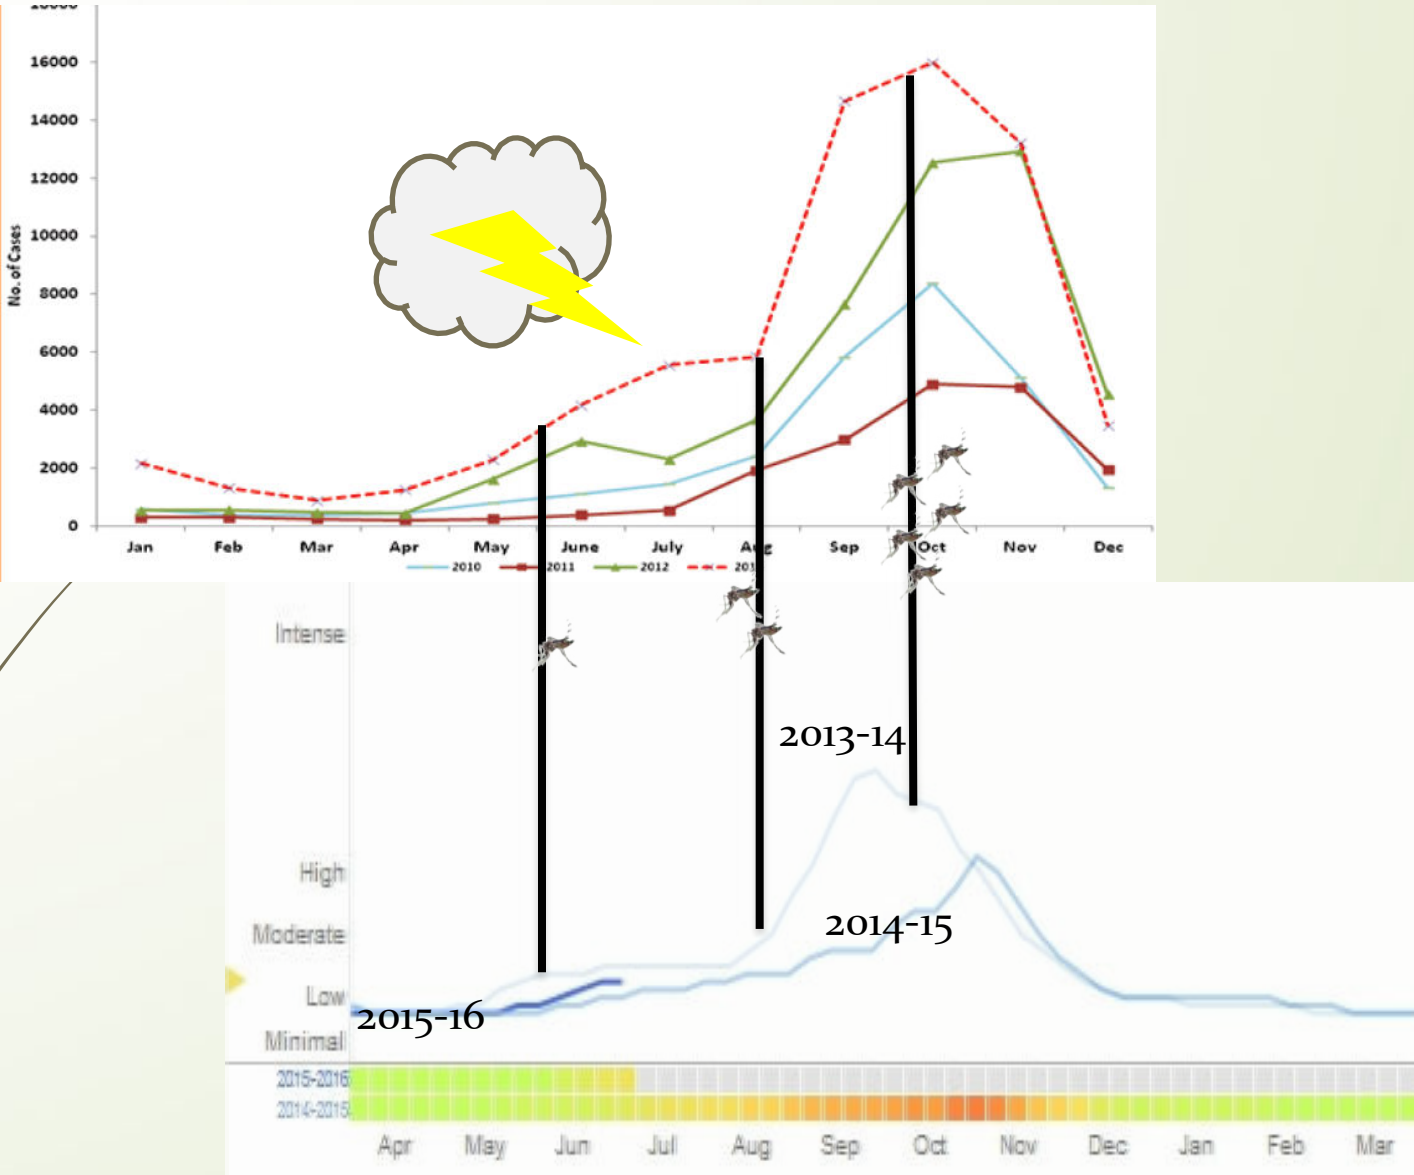 18000
16000
14000
12000
10000
8000
6000
4000
2000
0
No. of Cases
Jan Feb Mar Apr May June July Aug Sep Oct Nov Dec
2010 2011 2012
Intense
2013-14
High
2014-15
Moderate
Low
2015-16
Minimal
2015-2016
2014-2015
Apr May Jun Jul Aug Sep Oct Nov Dec Jan Feb Mar